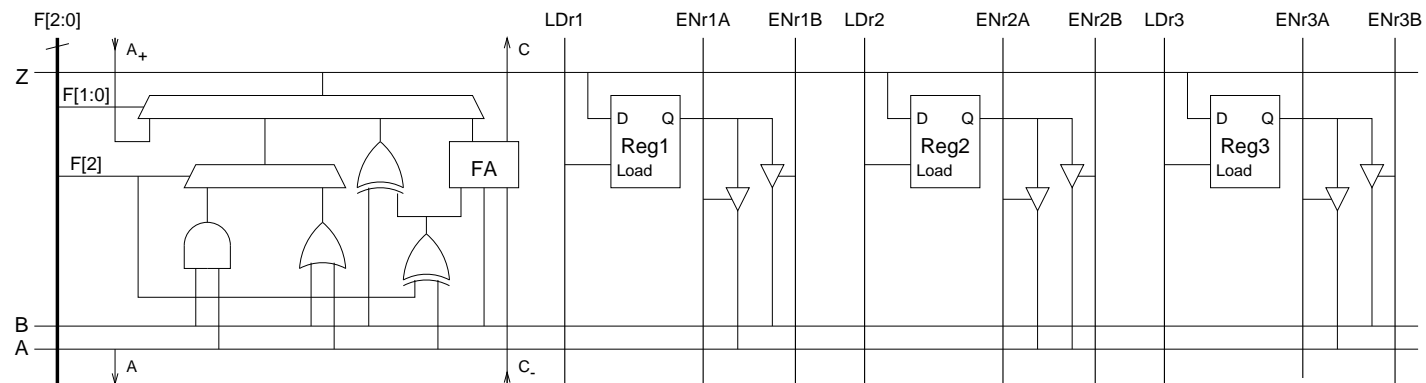 F[2:0] LDr1 ENr1A ENr1B LDr2 ENr2A ENr2B LDr3 ENr3A ENr3B
A+ C
Z
F[1:0]
D Q D Q D Q
Reg1 Reg2 Reg3
F[2] FA Load Load Load
B
A
A C-